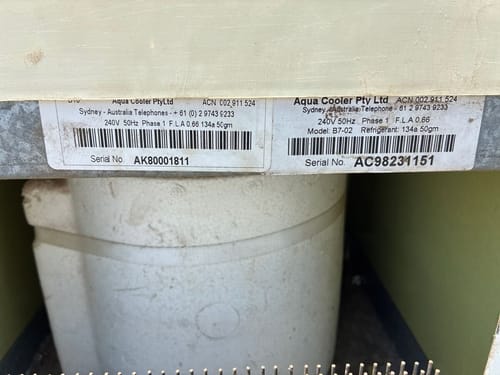 Aqua Cooler PtyLtd ACN 002 911 524
Sydney - Australia Telephones - + 61 (0) 2 9743 9233
240V 50Hz Phase 1 F.L.A 0.66 134a 50gm
Serial No. AK80001811
Aqua Cooler Pty Ltd ACN 002 911 524
Sydney - Australia Telephone - 61 2 9743 9233
240V 50Hz Phase 1 F.L.A 0.66
Model: B7-02 Refrigerant: 134a 50gm
Serial No: AC98231151